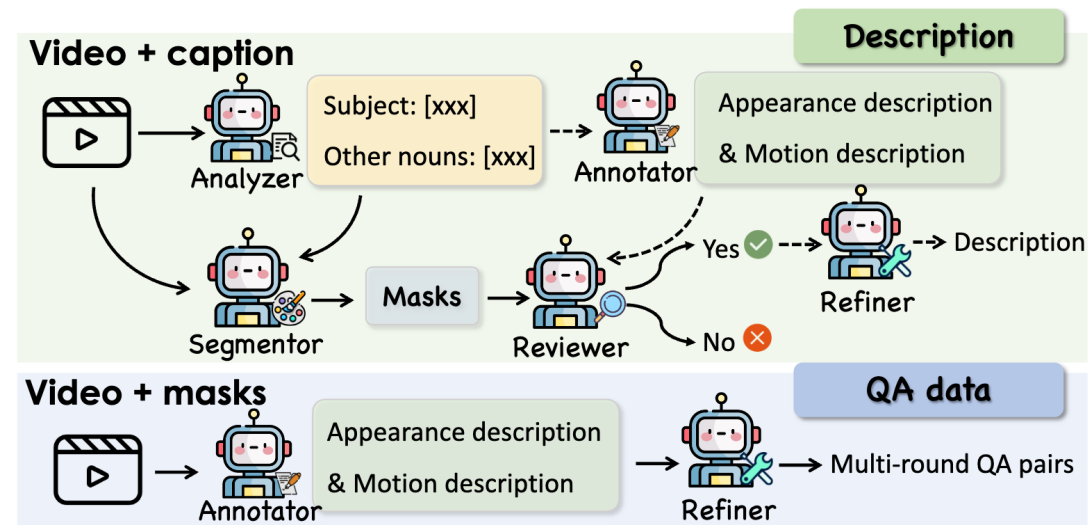 Video + caption
Description
Analyzer
Subject: [xxx]
Other nouns: [xxx]
Annotator
Appearance description
& Motion description
Segmentor
Masks
Reviewer
Yes
No
Refiner
Description
Video + masks
QA data
Annotator
Appearance description
& Motion description
Refiner
Multi-round QA pairs